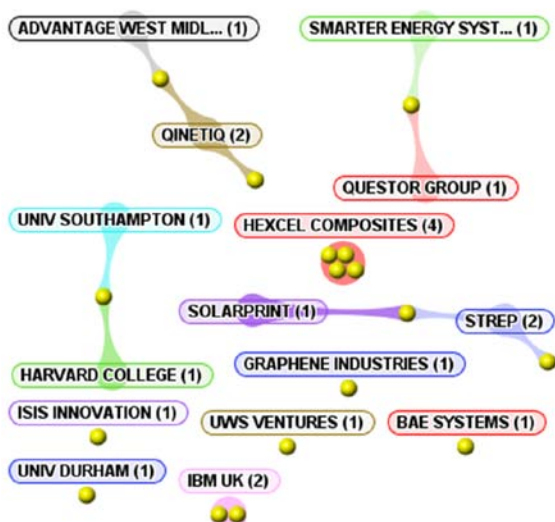 ADVANTAGE WEST MIDL... (1)
SMARTER ENERGY SYST... (1)
QINETIQ (2)
QUESTOR GROUP (1)
UNIV SOUTHAMPTON (1)
HEXCEL COMPOSITES (4)
SOLARPRINT (1)
STREP (2)
GRAPHENE INDUSTRIES (1)
HARVARD COLLEGE (1)
ISIS INNOVATION (1)
UWS VENTURES (1)
BAE SYSTEMS (1)
UNIV DURHAM (1)
IBM UK (2)